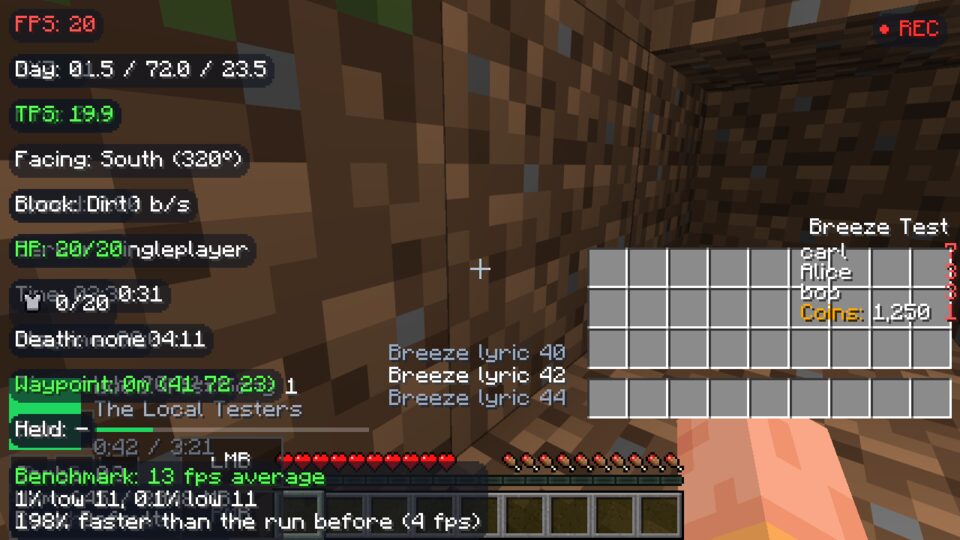 FPS: 20
REC
Day: 01.5 / 72.0 / 23.5
TPS: 19.9
Facing: South (320°)
Block: Dirt b/s
HP: 20/20 ingleplayer
0:31
0/20
Death: none 04:11
Waypoint: 0m (41 72 23) 1
The Local Testers
Held: -
0:42 / 3:21
LMB
Benchmark: 13 fps average
1% low 11, 0.1% low 11
198% faster than the run before (4 fps)
Breeze lyric 40
Breeze lyric 42
Breeze lyric 44
Breeze Test
carl 7
Alice
bob
Coins: 1,250 1